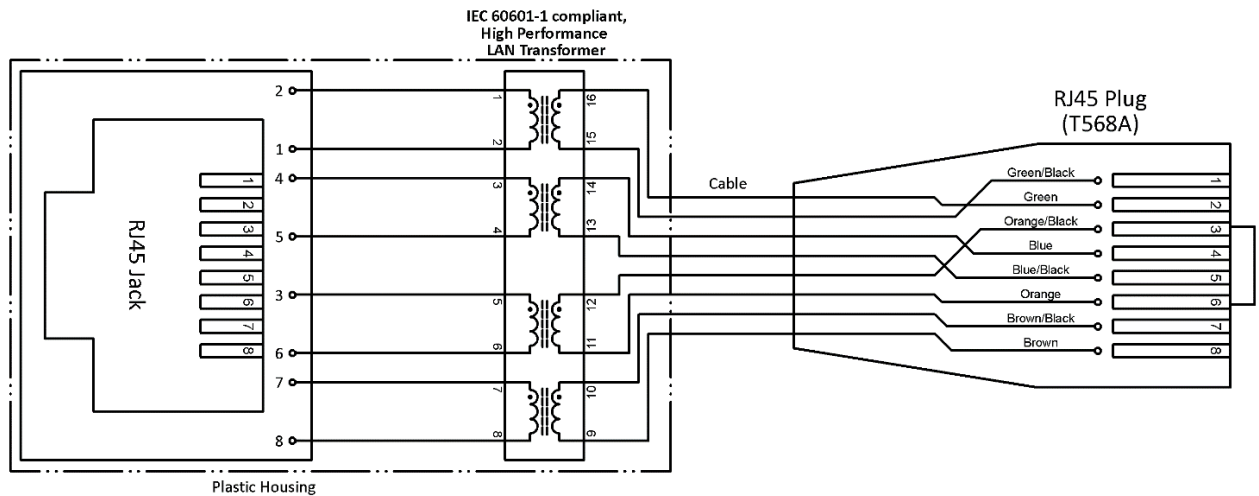 IEC 60601-1 compliant,
High Performance
LAN Transformer
RJ45 Plug
(T568A)
2
1
4
5
3
6
7
8
RJ45 Jack
1
2
3
4
5
6
7
8
1
2
3
4
5
6
7
8
16
15
14
13
12
11
10
9
Cable
Green/Black
Green
Orange/Black
Blue
Blue/Black
Orange
Brown/Black
Brown
1
2
3
4
5
6
7
8
Plastic Housing